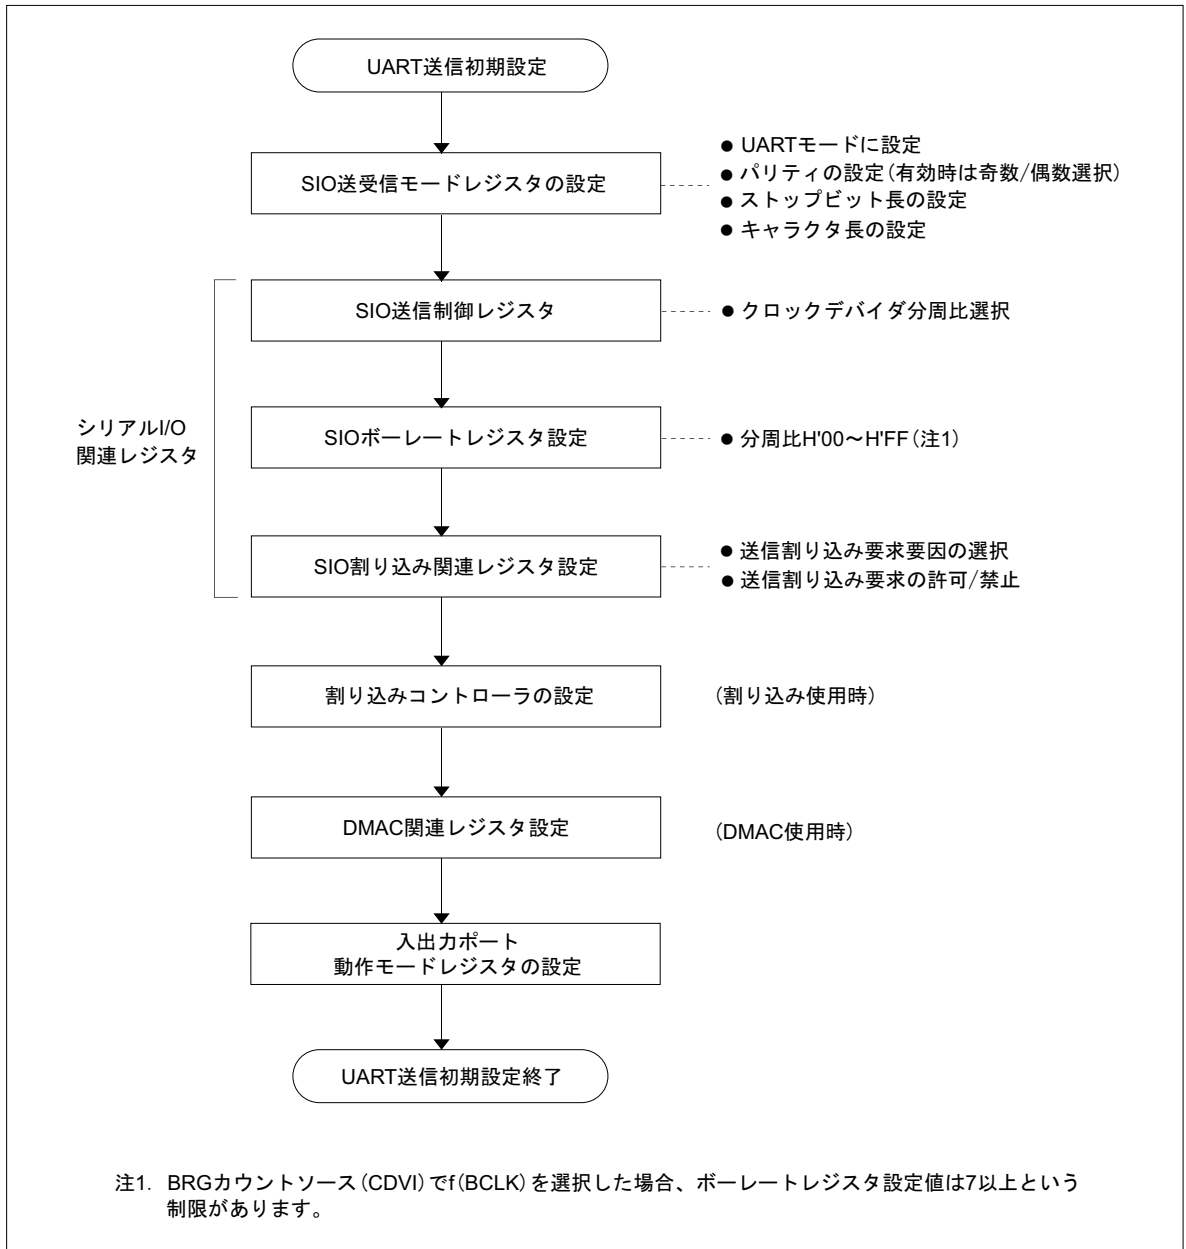 UART送信初期設定
SIO送受信モードレジスタの設定
● UARTモードに設定
● パリティの設定(有効時は奇数/偶数選択)
● ストップビット長の設定
● キャラクタ長の設定
シリアルI/O
関連レジスタ
SIO送信制御レジスタ
● クロックデバイダ分周比選択
SIOボーレートレジスタ設定
● 分周比H'00〜H'FF(注1)
SIO割り込み関連レジスタ設定
● 送信割り込み要求要因の選択
● 送信割り込み要求の許可/禁止
割り込みコントローラの設定
(割り込み使用時)
DMAC関連レジスタ設定
(DMAC使用時)
入出力ポート
動作モードレジスタの設定
UART送信初期設定終了
注1. BRGカウントソース(CDVI)でf(BCLK)を選択した場合、ボーレートレジスタ設定値は7以上という
制限があります。